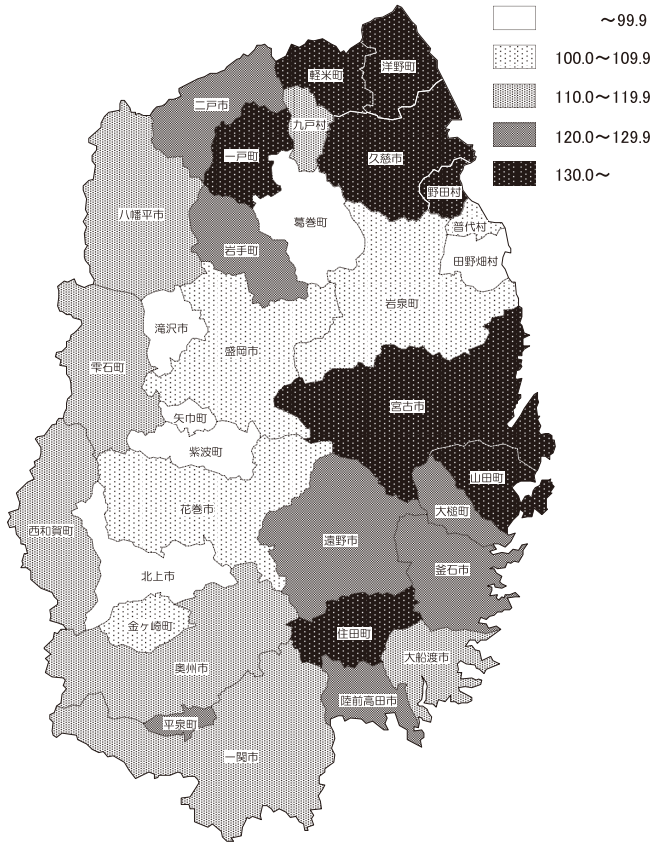 ～99.9
100.0～109.9
110.0～119.9
120.0～129.9
130.0～
洋野町
軽米町
二戸市
九戸村
一戸町
久慈市
野田村
八幡平市
葛巻町
普代村
岩手町
田野畑村
岩泉町
滝沢市
盛岡市
雫石町
宮古市
矢巾町
紫波町
山田町
花巻市
大槌町
西和賀町
遠野市
釜石市
北上市
金ヶ崎町
住田町
大船渡市
奥州市
陸前高田市
平泉町
一関市